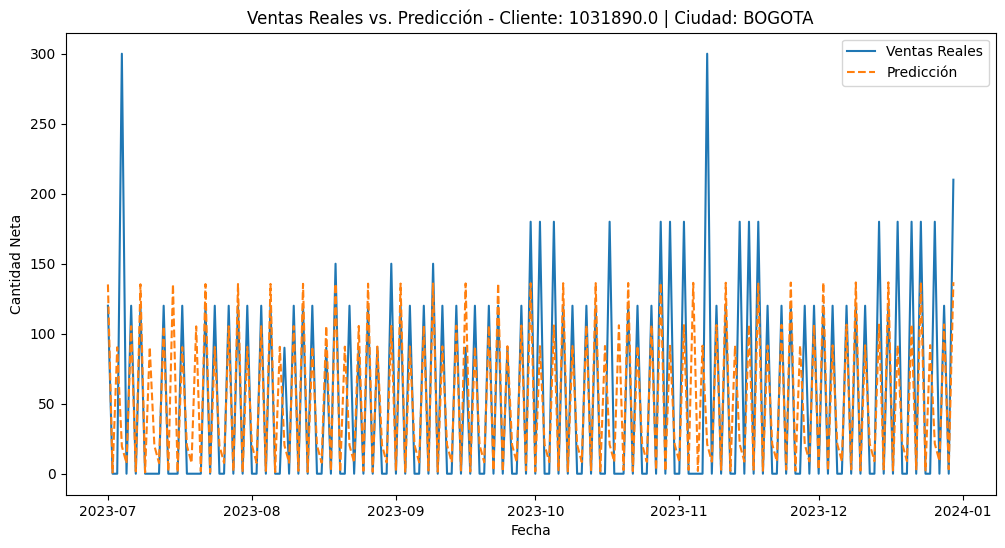 Ventas Reales vs. Predicción - Cliente: 1031890.0 | Ciudad: BOGOTA
Ventas Reales
Predicción
Cantidad Neta
300
250
200
150
100
50
0
2023-07
2023-08
2023-09
2023-10
2023-11
2023-12
2024-01
Fecha